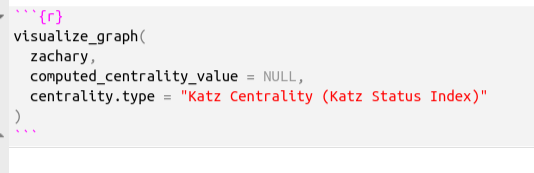 ```{r}
visualize_graph(
  zachary,
  computed_centrality_value = NULL,
  centrality.type = "Katz Centrality (Katz Status Index)"
)
```